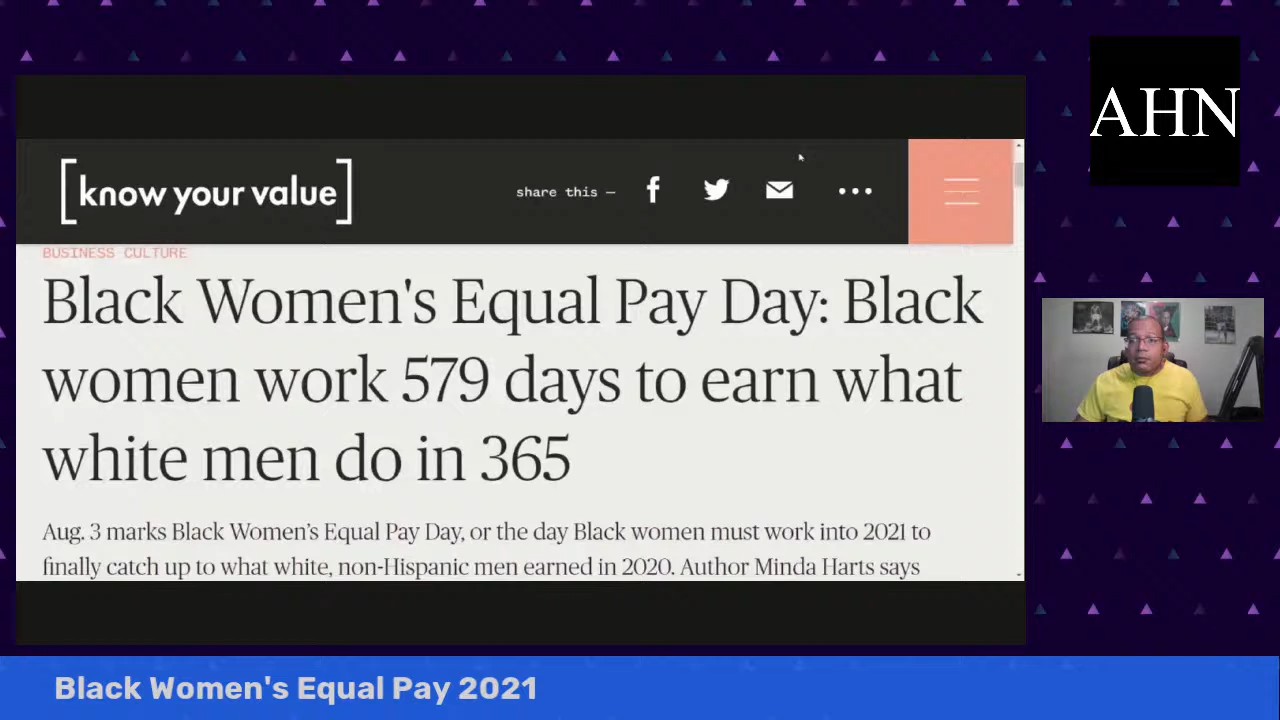 AHN
[know your value]
share this —
BUSINESS CULTURE
Black Women's Equal Pay Day: Black
women work 579 days to earn what
white men do in 365
Aug. 3 marks Black Women’s Equal Pay Day, or the day Black women must work into 2021 to
finally catch up to what white, non-Hispanic men earned in 2020. Author Minda Harts says
Black Women's Equal Pay 2021